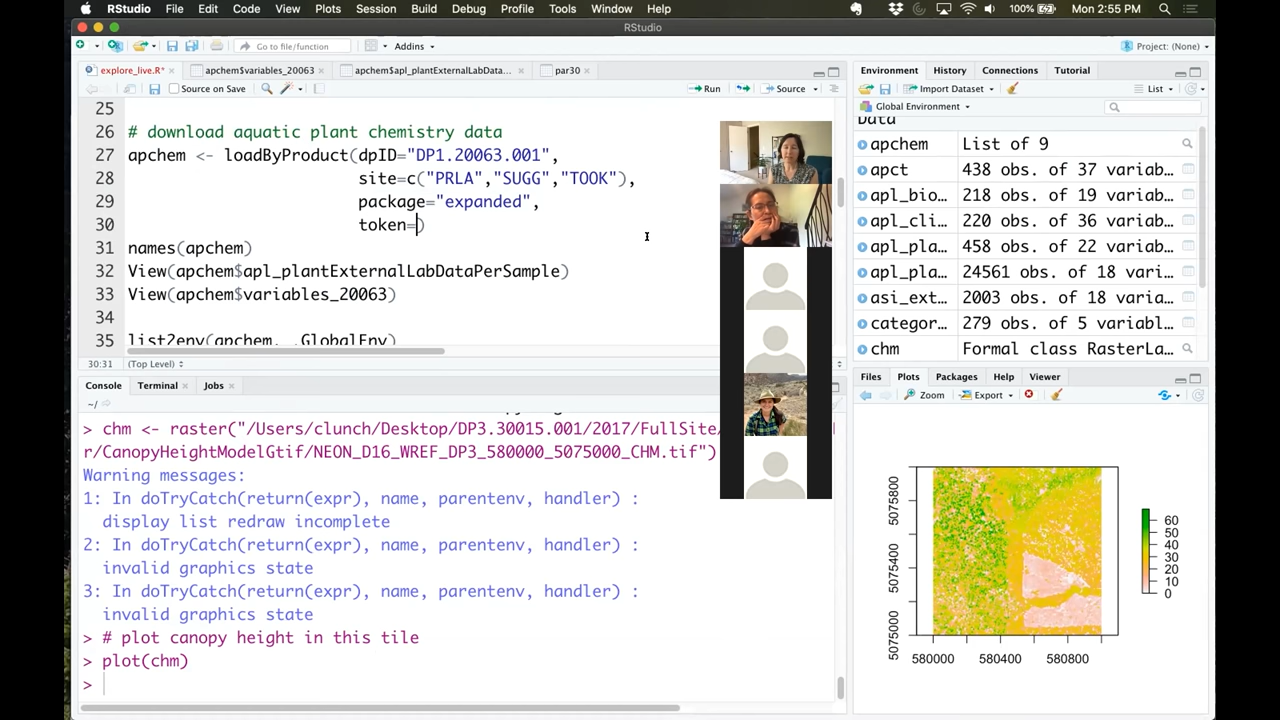 RStudio File Edit Code View Plots Session Build Debug Profile Tools Window Help 100% Mon 2:55 PM
RStudio
Go to file/function Addins Project: (None)
explore_live.R* apchem$variables_20063 apchem$apl_plantExternalLabData... par30
Source on Save Run Source
25
26 # download aquatic plant chemistry data
27 apchem <- loadByProduct(dpID="DP1.20063.001",
28 site=c("PRLA","SUGG","TOOK"),
29 package="expanded",
30 token=)
31 names(apchem)
32 View(apchem$apl_plantExternalLabDataPerSample)
33 View(apchem$variables_20063)
34
35 list2env(apchem, .GlobalEnv)
30:31 (Top Level)
Console Terminal Jobs
~/
> chm <- raster("/Users/clunch/Desktop/DP3.30015.001/2017/FullSite/
r/CanopyHeightModelGtif/NEON_D16_WREF_DP3_580000_5075000_CHM.tif")
Warning messages:
1: In doTryCatch(return(expr), name, parentenv, handler) :
display list redraw incomplete
2: In doTryCatch(return(expr), name, parentenv, handler) :
invalid graphics state
3: In doTryCatch(return(expr), name, parentenv, handler) :
invalid graphics state
> # plot canopy height in this tile
> plot(chm)
>
Environment History Connections Tutorial
Import Dataset List
Global Environment
Data
apchem List of 9
apct 438 obs. of 37 variab...
apl_bio... 218 obs. of 19 variab...
apl_cli... 220 obs. of 36 variab...
apl_pla... 458 obs. of 22 variab...
apl_pla... 24561 obs. of 18 vari...
asi_ext... 2003 obs. of 18 varia...
categor... 279 obs. of 5 variabl...
chm Formal class RasterLa...
Files Plots Packages Help Viewer
Zoom Export
5075000 5075400 5075800
580000 580400 580800
60
50
40
30
20
10
0